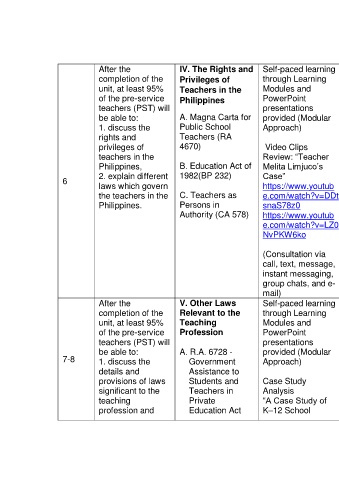 6
After the
completion of the
unit, at least 95%
of the pre-service
teachers (PST) will
be able to:
1. discuss the
rights and
privileges of
teachers in the
Philippines,
2. explain different
laws which govern
the teachers in the
Philippines.
IV. The Rights and
Privileges of
Teachers in the
Philippines
A. Magna Carta for
Public School
Teachers (RA
4670)
B. Education Act of
1982(BP 232)
C. Teachers as
Persons in
Authority (CA 578)
Self-paced learning
through Learning
Modules and
PowerPoint
presentations
provided (Modular
Approach)
Video Clips
Review: “Teacher
Melita Limjuco’s
Case”
https://www.youtub
e.com/watch?v=DDt
snaS78z0
https://www.youtub
e.com/watch?v=LZ0
NvPKW6ko
(Consultation via
call, text, message,
instant messaging,
group chats, and e-
mail)
7-8
After the
completion of the
unit, at least 95%
of the pre-service
teachers (PST) will
be able to:
1. discuss the
details and
provisions of laws
significant to the
teaching
profession and
V. Other Laws
Relevant to the
Teaching
Profession
A. R.A. 6728 -
Government
Assistance to
Students and
Teachers in
Private
Education Act
Self-paced learning
through Learning
Modules and
PowerPoint
presentations
provided (Modular
Approach)
Case Study
Analysis
“A Case Study of
K–12 School